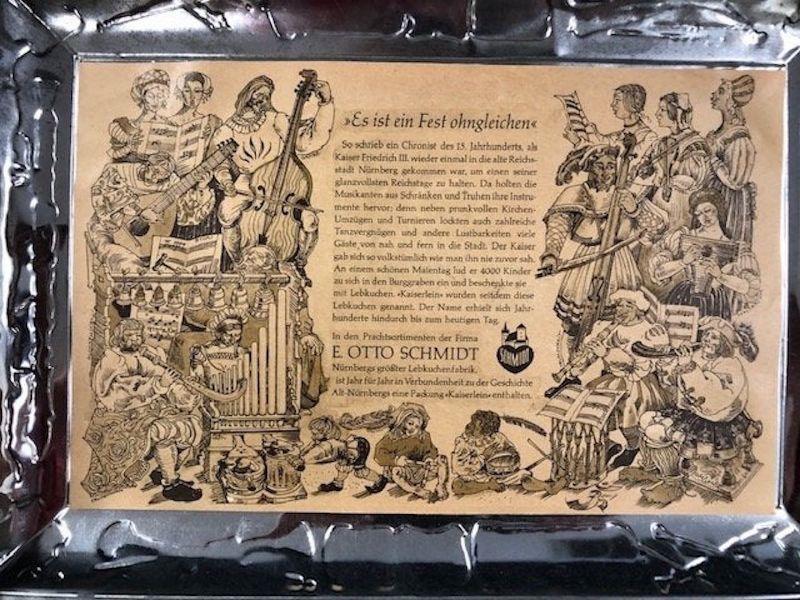 »Es ist ein Fest ohngleichen«
So schrieb ein Chronist des 15. Jahrhunderts, als
Kaiser Friedrich III. wieder einmal in die alte Reichs-
stadt Nürnberg gekommen war, um einen seiner
glanzvollsten Reichstage zu halten. Da holten die
Musikanten aus Schränken und Truhen ihre Instru-
mente hervor; denn neben prunkvollen Kirchen-
Umzügen und Turnieren lockten auch zahlreiche
Tanzvergnügen und andere Lustbarkeiten viele
Gäste von nah und fern in die Stadt. Der Kaiser
gab sich so volkstümlich wie man ihn nie zuvor sah.
An einem schönen Maientag lud er 4000 Kinder
zu sich in den Burggraben ein und beschenkte sie
mit Lebkuchen. »Kaiserlein« wurden seitdem diese
Lebkuchen genannt. Der Name erhielt sich Jahr-
hunderte hindurch bis zum heutigen Tag.
In den Prachtsortimenten der Firma
E. OTTO SCHMIDT
SCHMIDT
Nürnbergs größter Lebkuchenfabrik,
ist Jahr für Jahr in Verbundenheit zu der Geschichte
Alt-Nürnbergs eine Packung »Kaiserlein« enthalten.